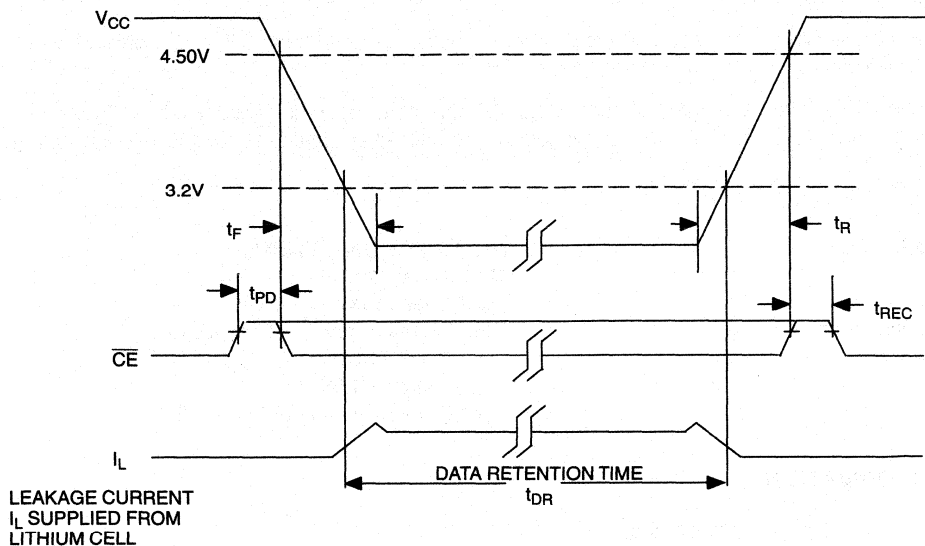 VCC
4.50V
3.2V
tF
tR
tPD
tREC
CE
IL
DATA RETENTION TIME
tDR
LEAKAGE CURRENT
IL SUPPLIED FROM
LITHIUM CELL